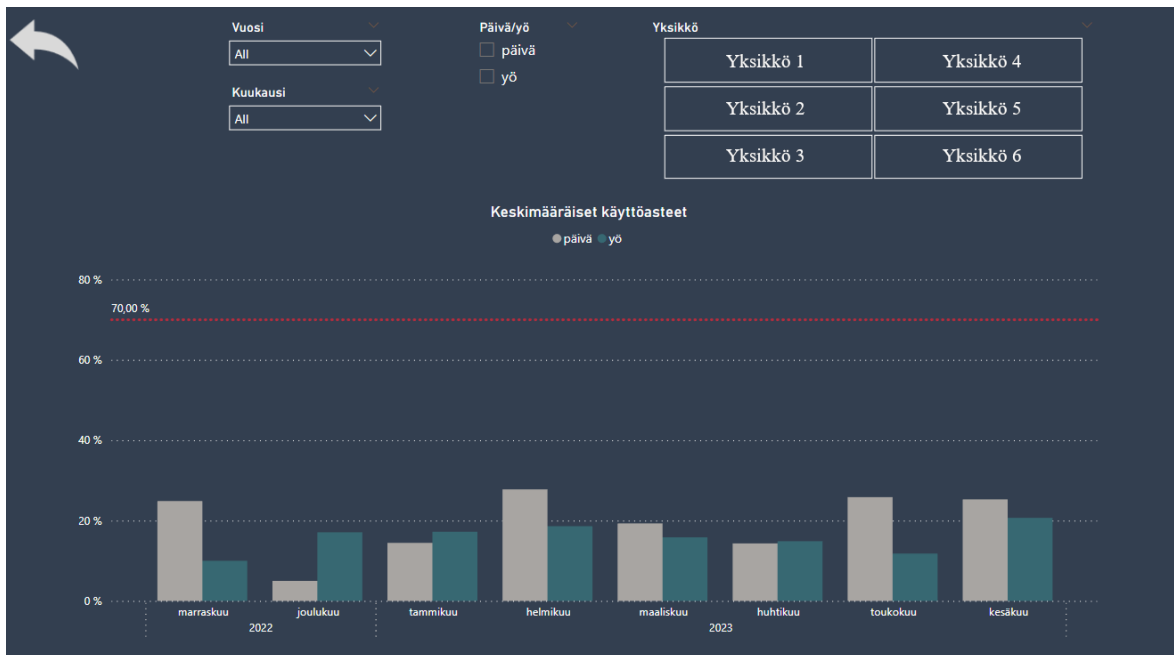 Vuosi
All
Kuukausi
All
Päivä/yö
päivä
yö
Yksikkö
Yksikkö 1
Yksikkö 4
Yksikkö 2
Yksikkö 5
Yksikkö 3
Yksikkö 6
Keskimääräiset käyttöasteet
päivä yö
80 %
70,00 %
60 %
40 %
20 %
0 %
marraskuu joulukuu tammikuu helmikuu maaliskuu huhtikuu toukokuu kesäkuu
2022 2023